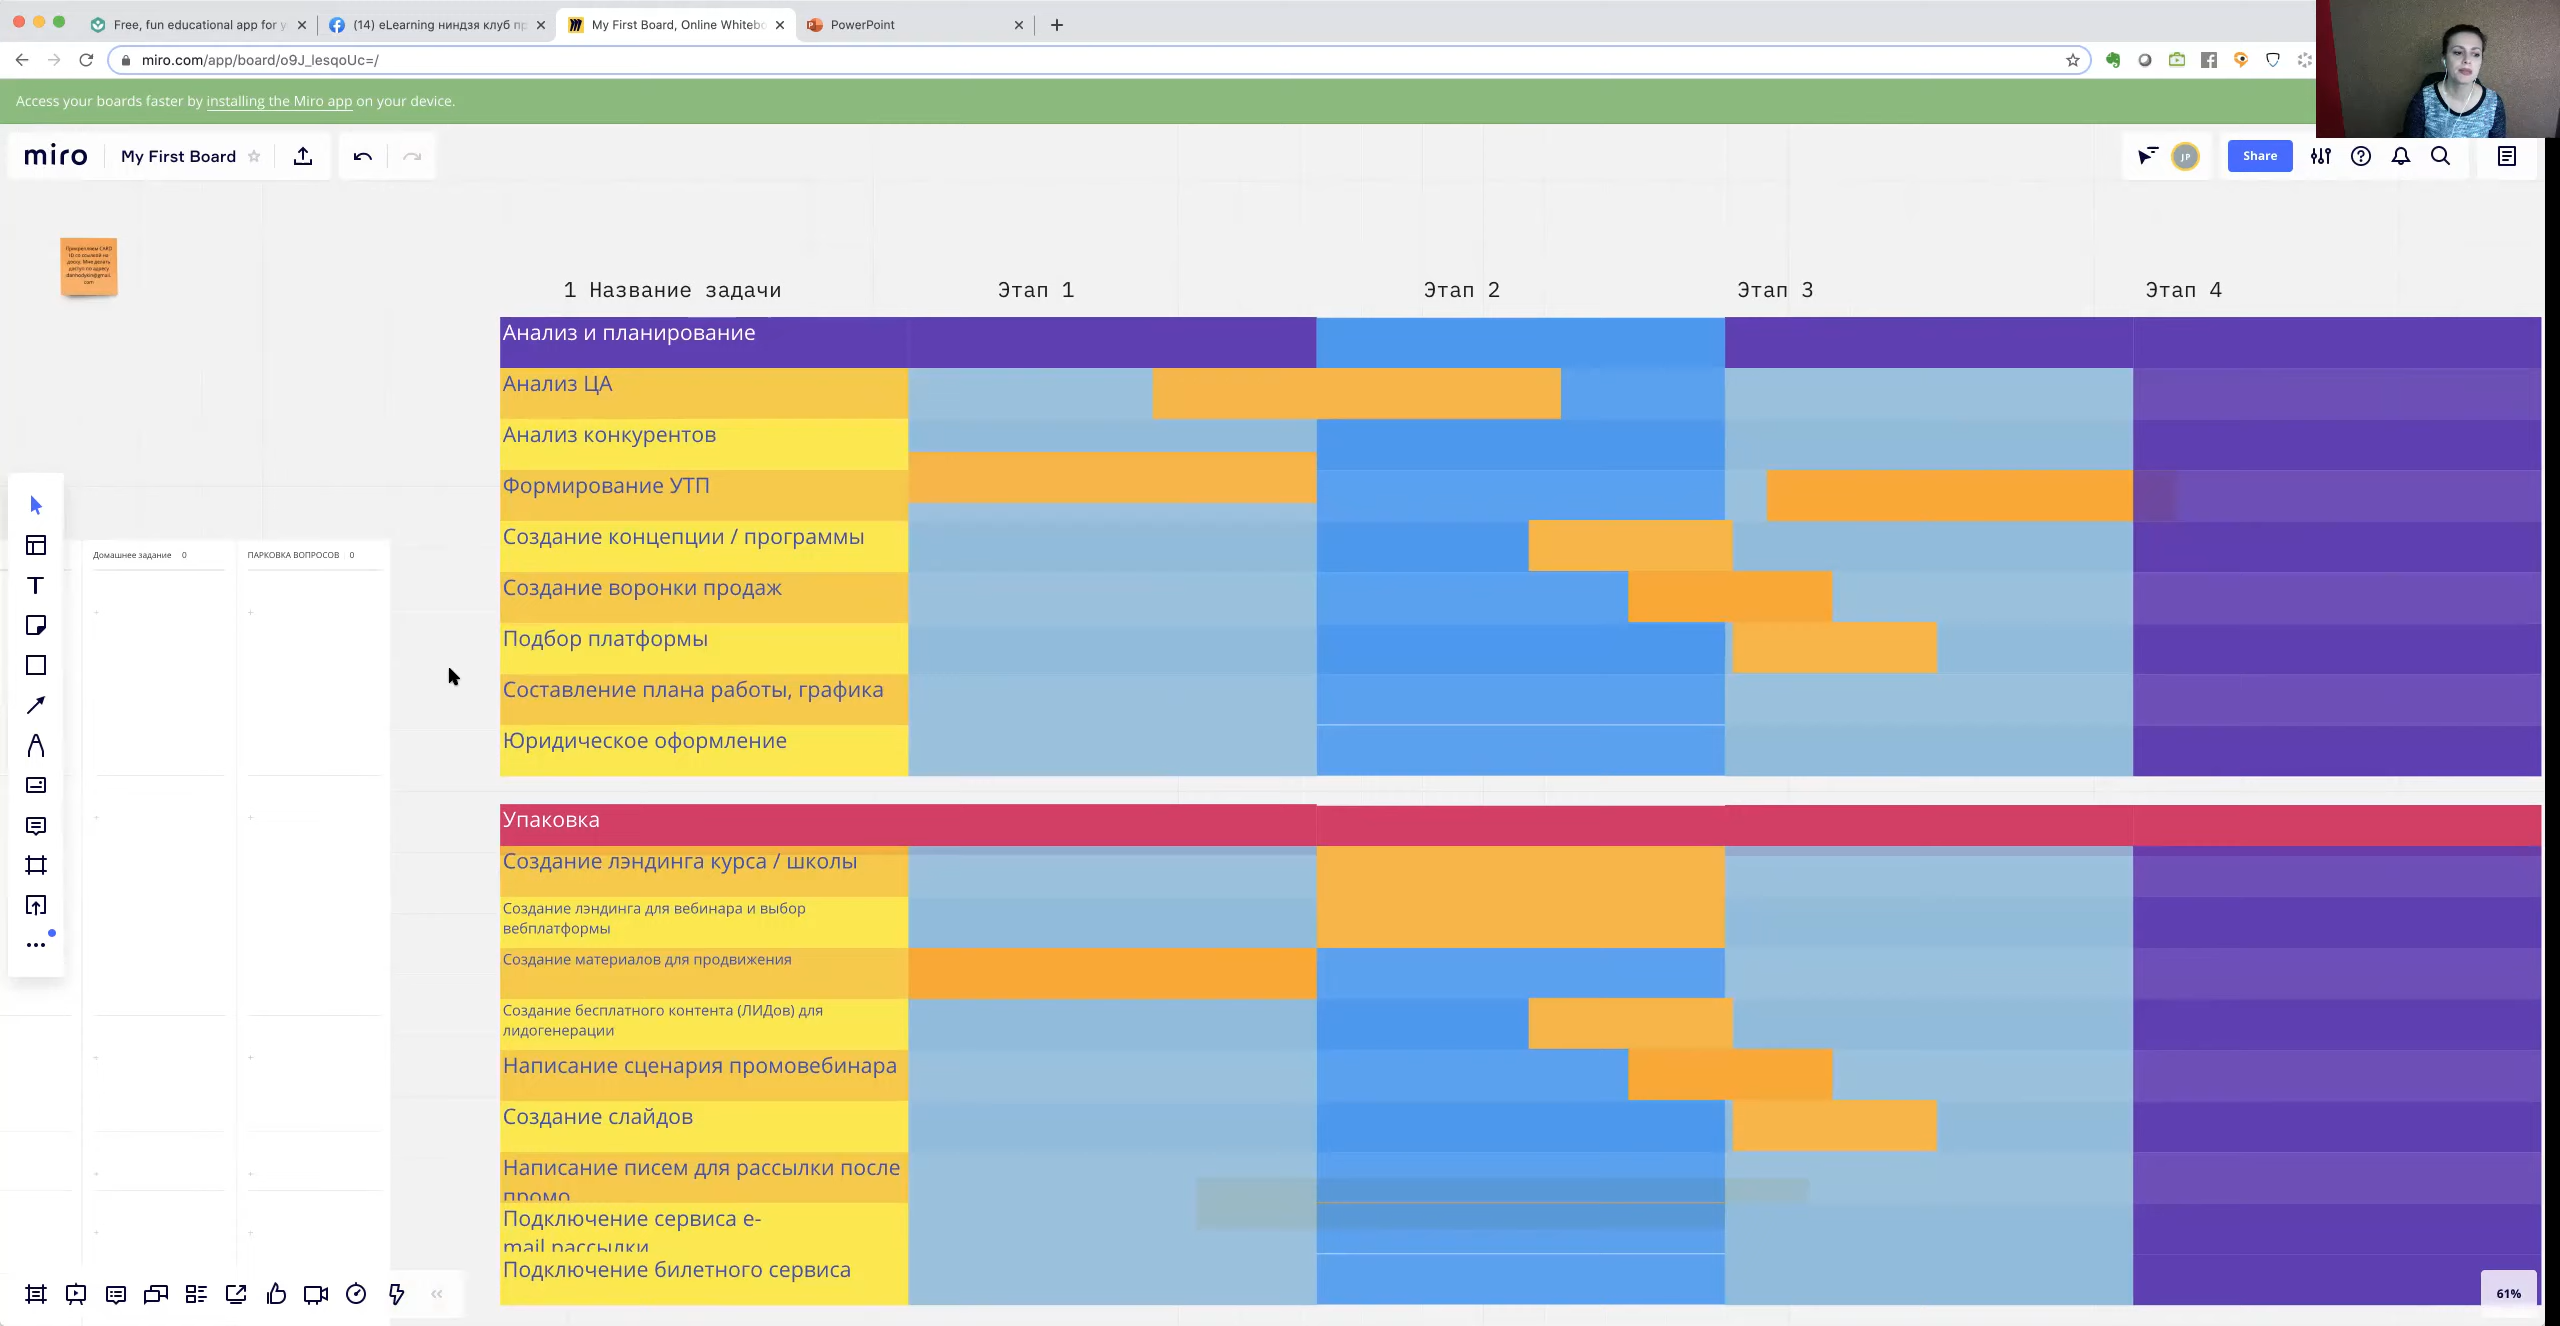 Free, fun educational app for y
(14) eLearning ниндзя клуб пр
My First Board, Online Whitebo
PowerPoint
miro.com/app/board/o9J_lesqoUc=/
Access your boards faster by installing the Miro app on your device.
miro
My First Board
JP
Share
CARD
1 Название задачи
Этап 1
Этап 2
Этап 3
Этап 4
Анализ и планирование
Анализ ЦА
Анализ конкурентов
Формирование УТП
Создание концепции / программы
Создание воронки продаж
Подбор платформы
Составление плана работы, графика
Юридическое оформление
Домашнее задание 0
ПАРКОВКА ВОПРОСОВ 0
Упаковка
Создание лэндинга курса / школы
Создание лэндинга для вебинара и выбор
вебплатформы
Создание материалов для продвижения
Создание бесплатного контента (ЛИДов) для
лидогенерации
Написание сценария промовебинара
Создание слайдов
Написание писем для рассылки после
промо
Подключение сервиса e-
mail рассылки
Подключение билетного сервиса
61%